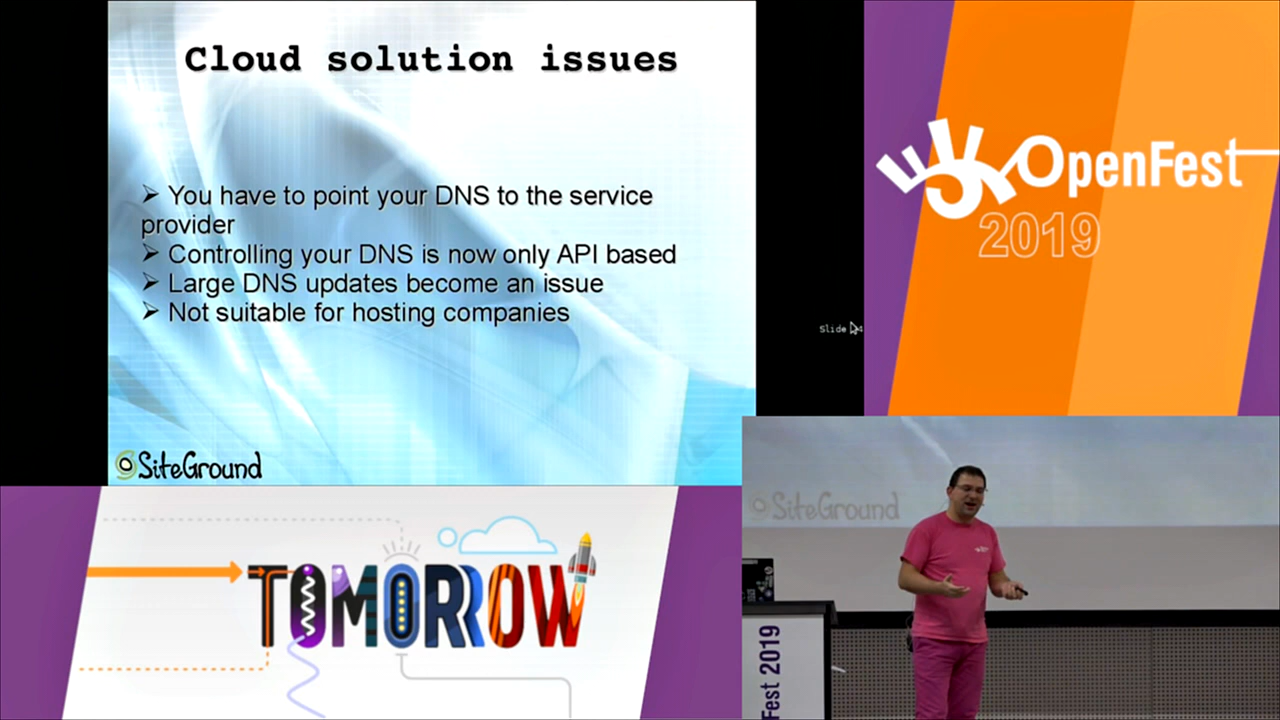 Cloud solution issues
➢ You have to point your DNS to the service
provider
➢ Controlling your DNS is now only API based
➢ Large DNS updates become an issue
➢ Not suitable for hosting companies
SiteGround
OpenFest
2019
Slide
SiteGround
TOMORROW
Fest 2019